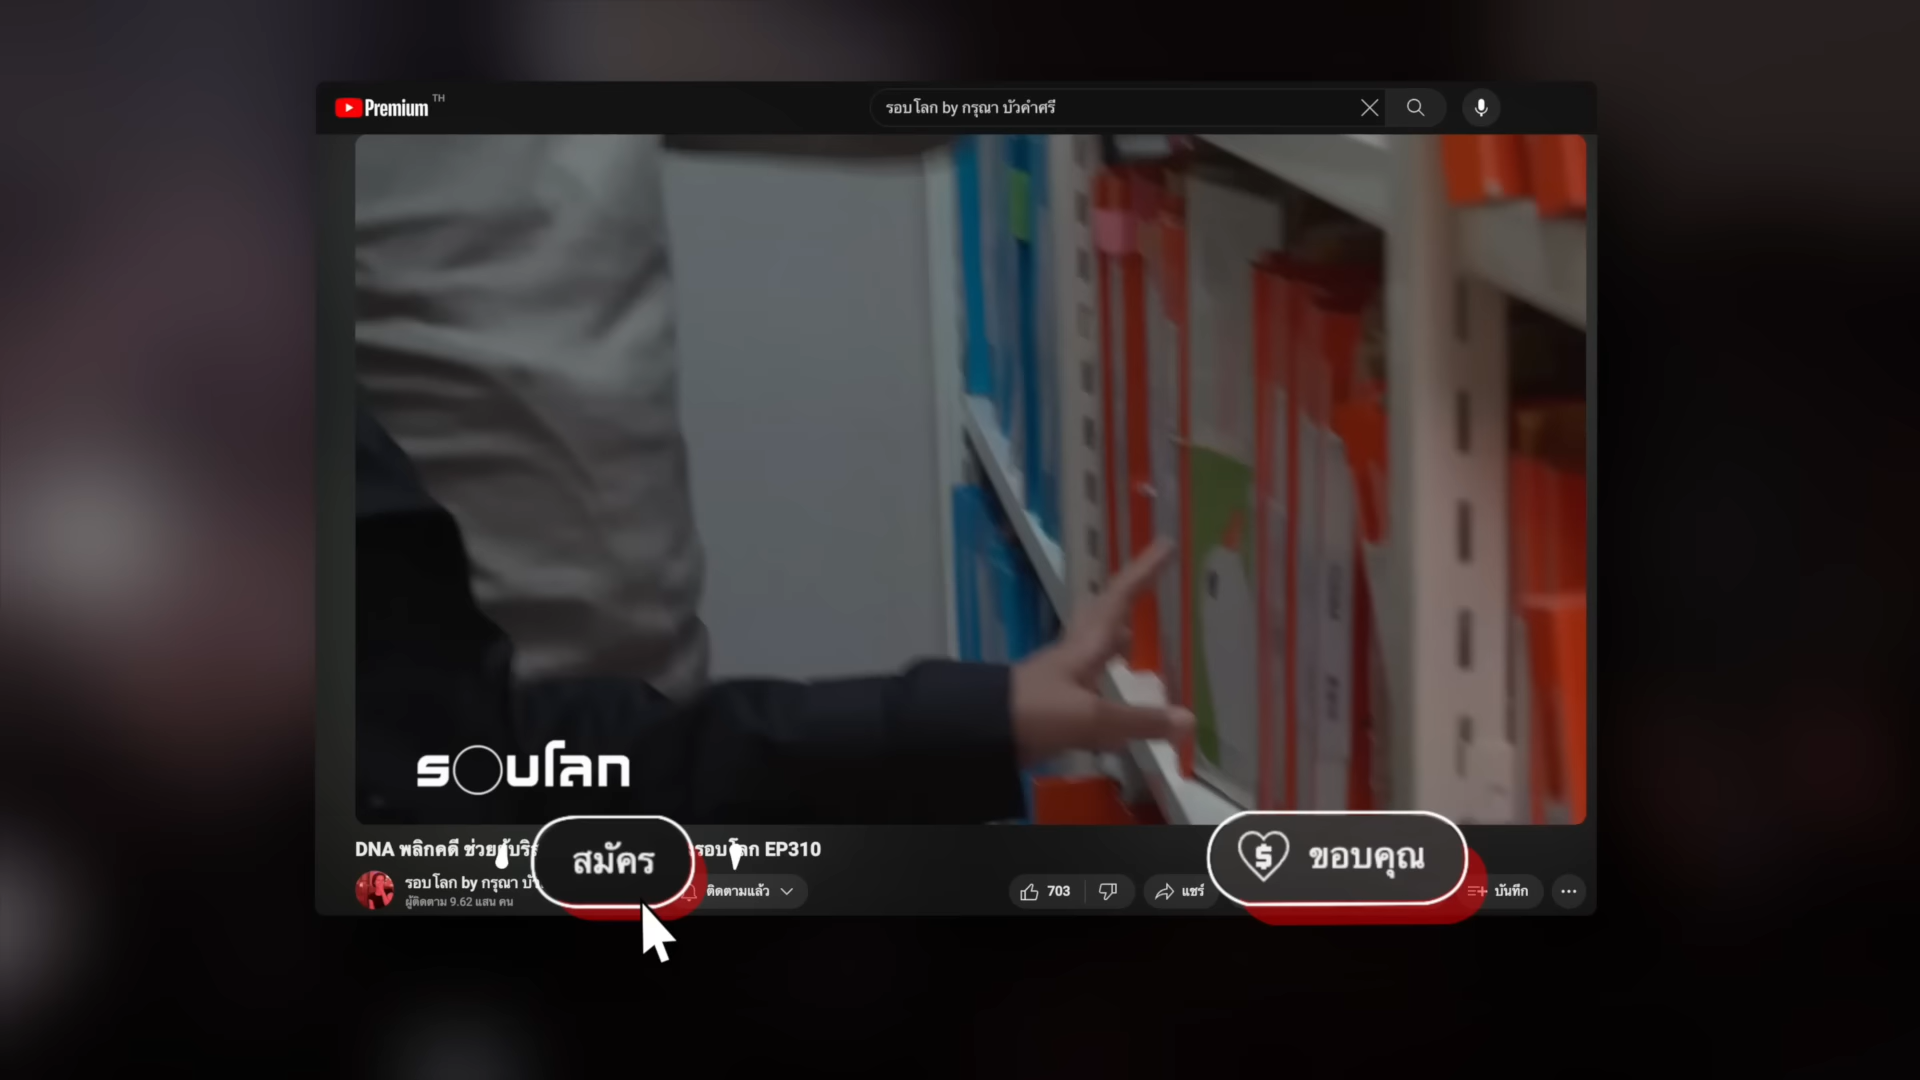 Premium TH
รอบโลก by กรุณา บัวคำศรี
รอบโลก
DNA พลิกคดี ช่วย
รอบโลก EP310
สมัคร
ขอบคุณ
รอบโลก by กรุณา
ผู้ติดตาม 9.62 แสน คน
ติดตามแล้ว
703
แชร์
บันทึก